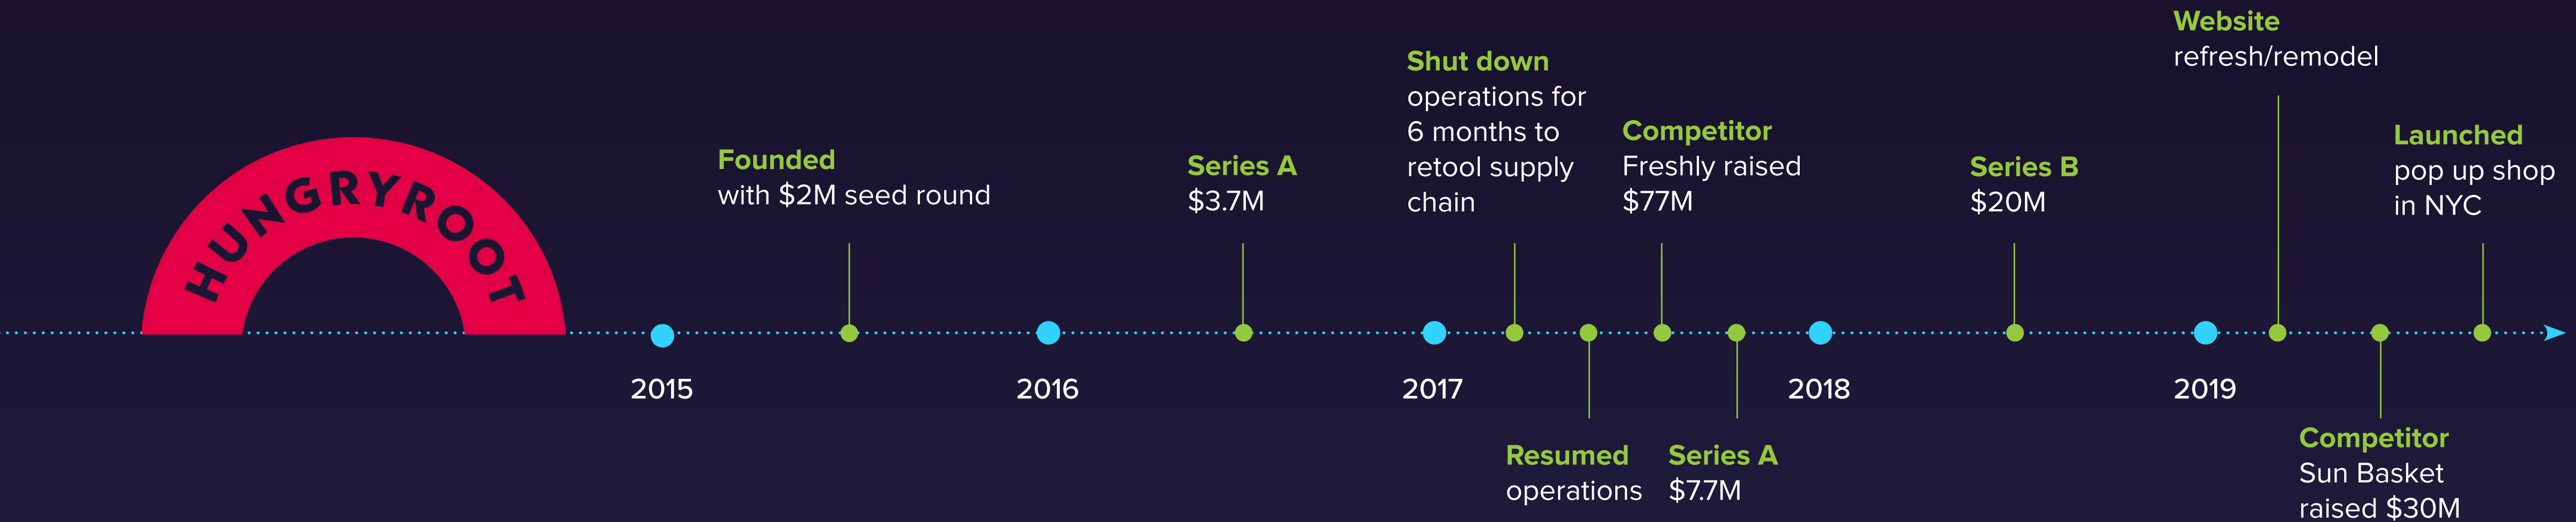 HUNGRYROOT
Founded
with $2M seed round
Series A
$3.7M
Shut down
operations for
6 months to
retool supply
chain
Resumed
operations
Competitor
Freshly raised
$77M
Series A
$7.7M
Series B
$20M
Website
refresh/remodel
Competitor
Sun Basket
raised $30M
Launched
pop up shop
in NYC
2015
2016
2017
2018
2019